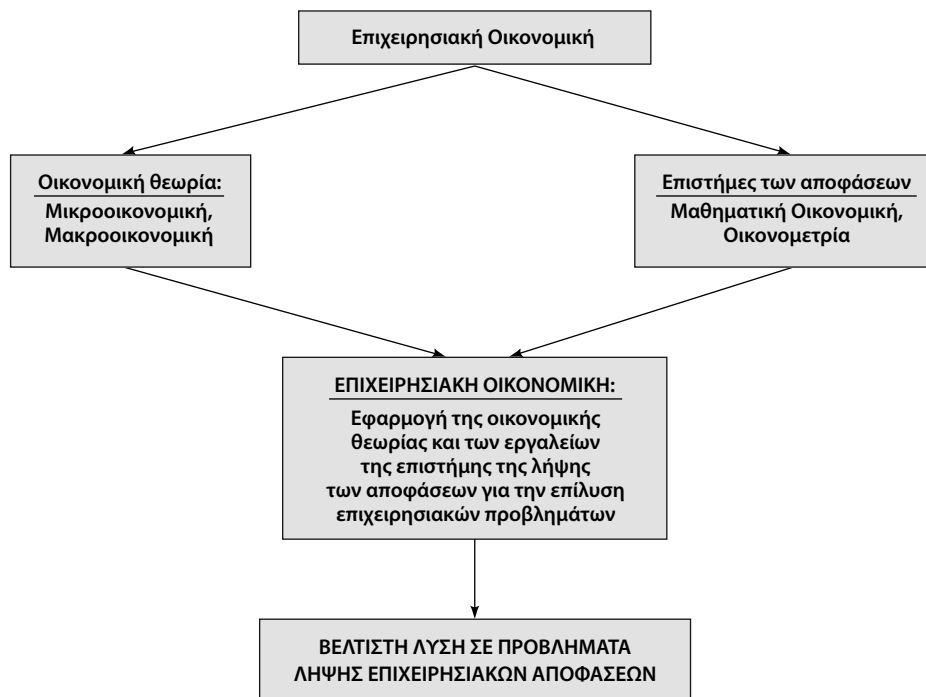 Επιχειρησιακή Οικονομική
Οικονομική θεωρία:
Μικροοικονομική,
Μακροοικονομική
Επιστήμες των αποφάσεων
Μαθηματική Οικονομική,
Οικονομετρία
ΕΠΙΧΕΙΡΗΣΙΑΚΗ ΟΙΚΟΝΟΜΙΚΗ:
Εφαρμογή της οικονομικής
θεωρίας και των εργαλείων
της επιστήμης της λήψης
των αποφάσεων για την επίλυση
επιχειρησιακών προβλημάτων
ΒΕΛΤΙΣΤΗ ΛΥΣΗ ΣΕ ΠΡΟΒΛΗΜΑΤΑ
ΛΗΨΗΣ ΕΠΙΧΕΙΡΗΣΙΑΚΩΝ ΑΠΟΦΑΣΕΩΝ